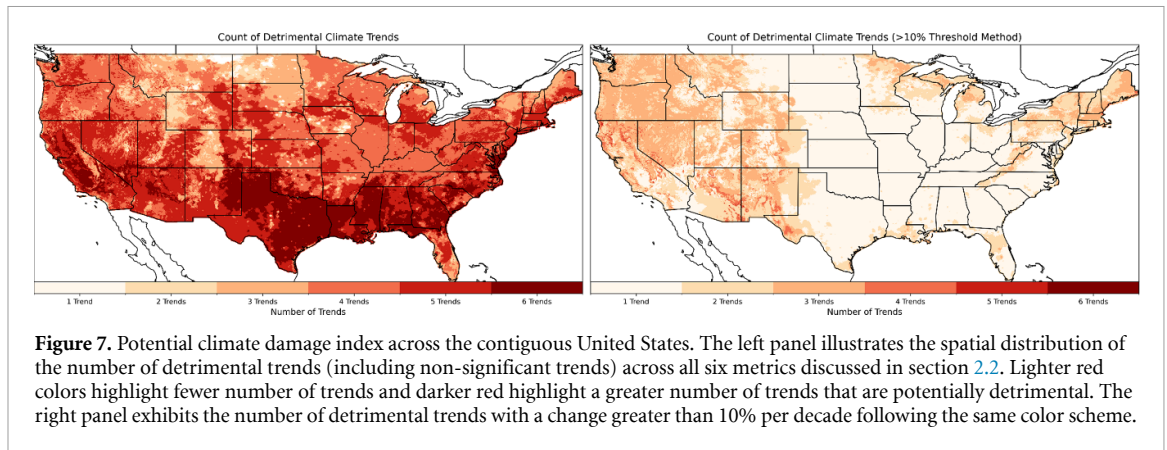 Count of Detrimental Climate Trends
Count of Detrimental Climate Trends (>10% Threshold Method)
1 Trend 2 Trends 3 Trends 4 Trends 5 Trends 6 Trends
Number of Trends
1 Trend 2 Trends 3 Trends 4 Trends 5 Trends 6 Trends
Number of Trends
Figure 7. Potential climate damage index across the contiguous United States. The left panel illustrates the spatial distribution of
the number of detrimental trends (including non-significant trends) across all six metrics discussed in section 2.2. Lighter red
colors highlight fewer number of trends and darker red highlight a greater number of trends that are potentially detrimental. The
right panel exhibits the number of detrimental trends with a change greater than 10% per decade following the same color scheme.